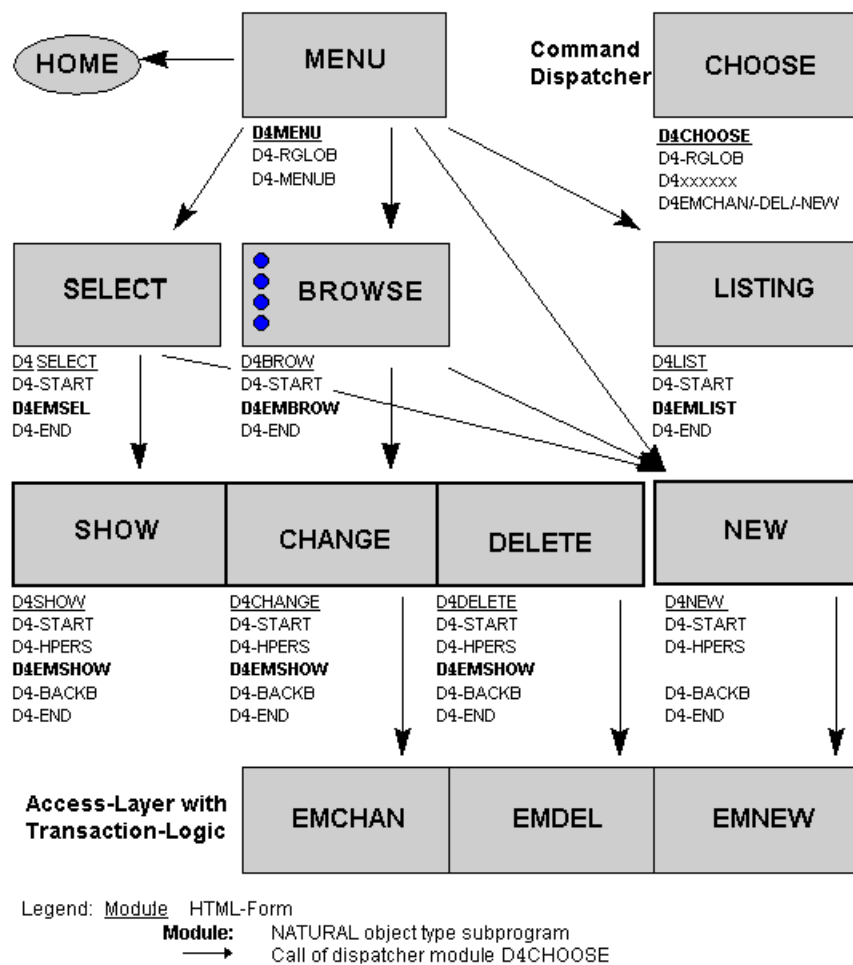 HOME
MENU
Command
Dispatcher
CHOOSE
D4MENU
D4-RGLOB
D4-MENUB
D4CHOOSE
D4-RGLOB
D4xxxxxx
D4EMCHAN/-DEL/-NEW
SELECT
BROWSE
LISTING
D4 SELECT
D4-START
D4EMSEL
D4-END
D4BROW
D4-START
D4EMBROW
D4-END
D4LIST
D4-START
D4EMLIST
D4-END
SHOW
CHANGE
DELETE
NEW
D4SHOW
D4-START
D4-HPERS
D4EMSHOW
D4-BACKB
D4-END
D4CHANGE
D4-START
D4-HPERS
D4EMSHOW
D4-BACKB
D4-END
D4DELETE
D4-START
D4-HPERS
D4EMSHOW
D4-BACKB
D4-END
D4NEW
D4-START
D4-HPERS
D4-BACKB
D4-END
Access-Layer with
Transaction-Logic
EMCHAN
EMDEL
EMNEW
Legend: Module HTML-Form
Module: NATURAL object type subprogram
Call of dispatcher module D4CHOOSE